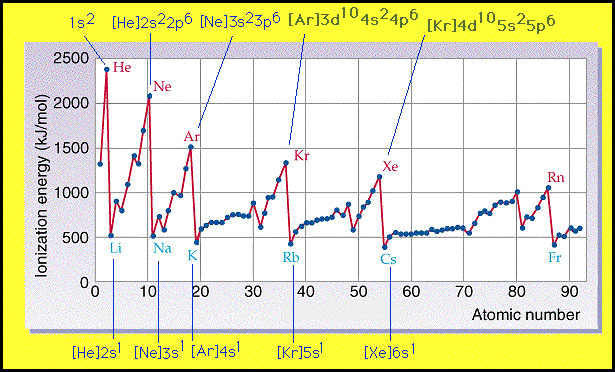 1s² [He]2s²2p⁶ [Ne]3s²3p⁶ [Ar]3d¹⁰4s²4p⁶ [Kr]4d¹⁰5s²5p⁶
Ionization energy (kJ/mol)
2500
2000
1500
1000
500
0
He
Ne
Ar
Kr
Xe
Rn
Li
Na
K
Rb
Cs
Fr
0 10 20 30 40 50 60 70 80 90
Atomic number
[He]2s¹ [Ne]3s¹ [Ar]4s¹ [Kr]5s¹ [Xe]6s¹